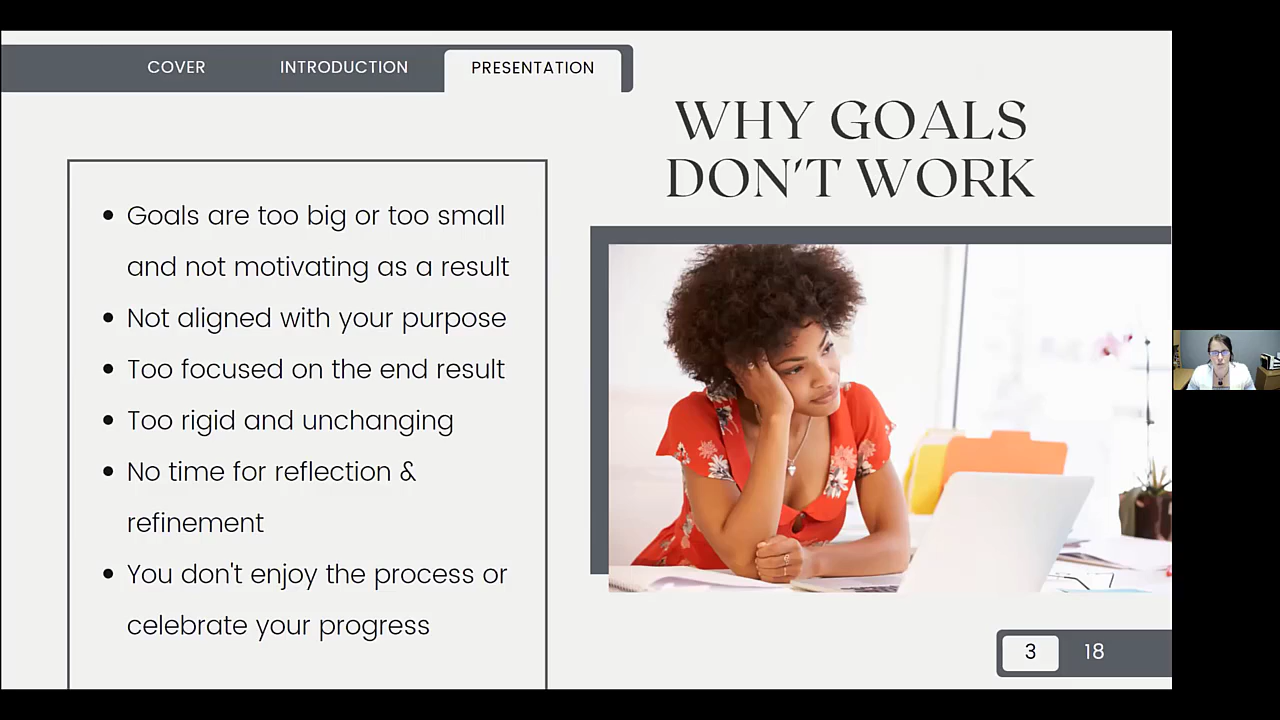 COVER
INTRODUCTION
PRESENTATION
WHY GOALS
DON'T WORK
• Goals are too big or too small
and not motivating as a result
• Not aligned with your purpose
• Too focused on the end result
• Too rigid and unchanging
• No time for reflection &
refinement
• You don't enjoy the process or
celebrate your progress
3
18